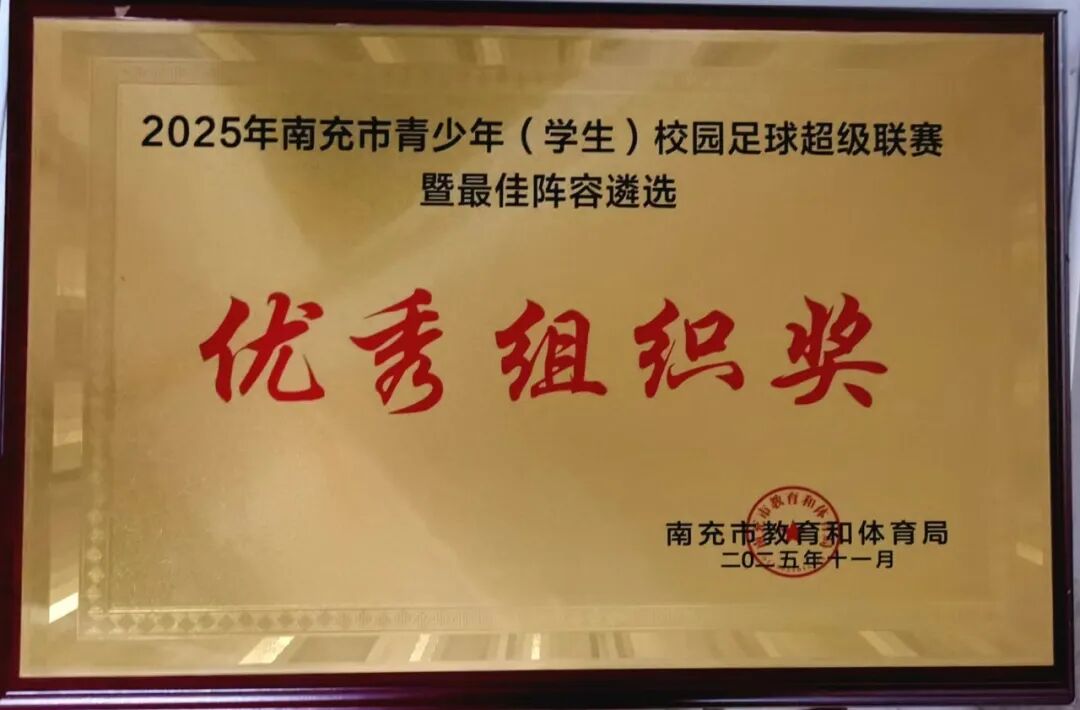 2025年南充市青少年（学生）校园足球超级联赛
暨最佳阵容遴选
优秀组织奖
南充市教育和体育局
二〇二五年十一月